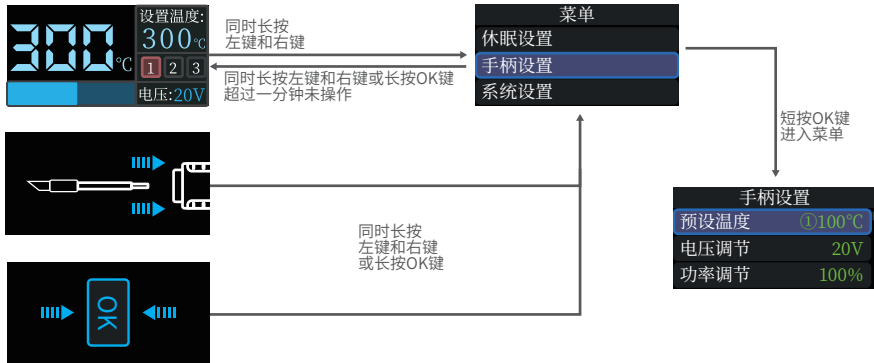 300℃
设置温度:
300℃
1 2 3
电压:20V
同时长按
左键和右键
同时长按左键和右键或长按OK键
超过一分钟未操作
菜单
休眠设置
手柄设置
系统设置
短按OK键
进入菜单
同时长按
左键和右键
或长按OK键
OK
手柄设置
预设温度 ①100℃
电压调节 20V
功率调节 100%